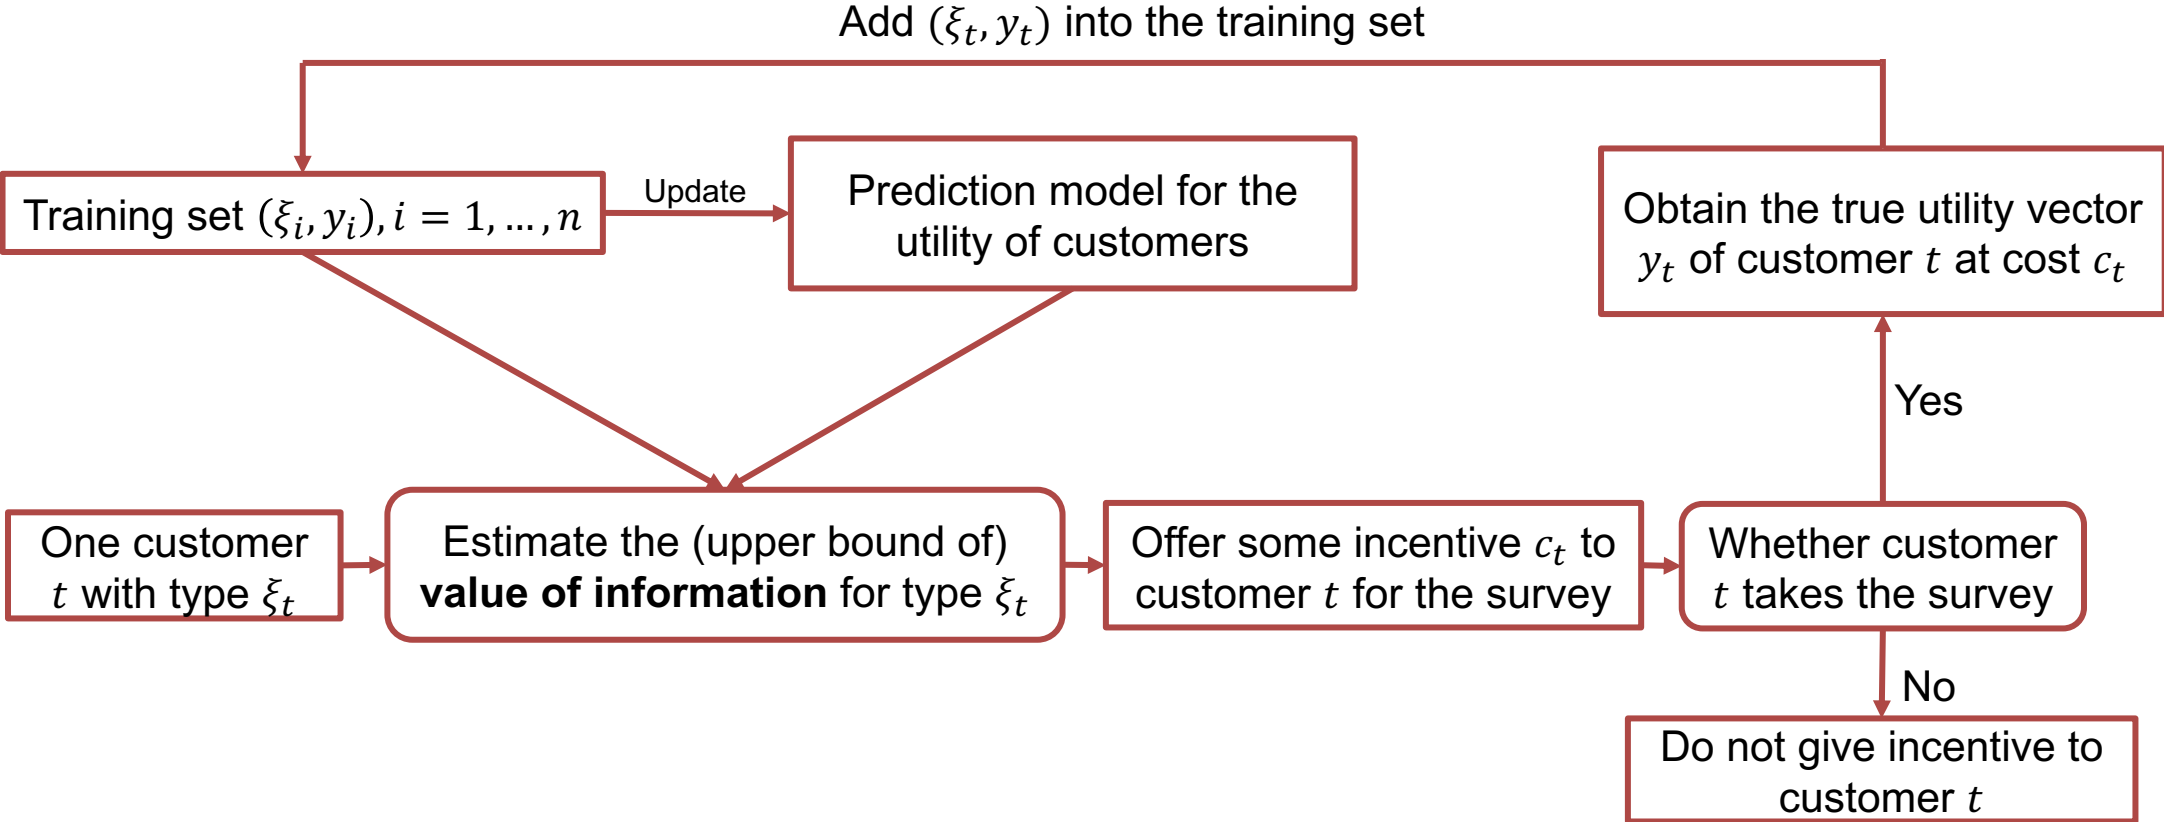 Add (ξ_t, y_t) into the training set
Training set (ξ_i, y_i), i = 1, …, n
Update
Prediction model for the
utility of customers
Obtain the true utility vector
y_t of customer t at cost c_t
Yes
One customer
t with type ξ_t
Estimate the (upper bound of)
value of information for type ξ_t
Offer some incentive c_t to
customer t for the survey
Whether customer
t takes the survey
No
Do not give incentive to
customer t